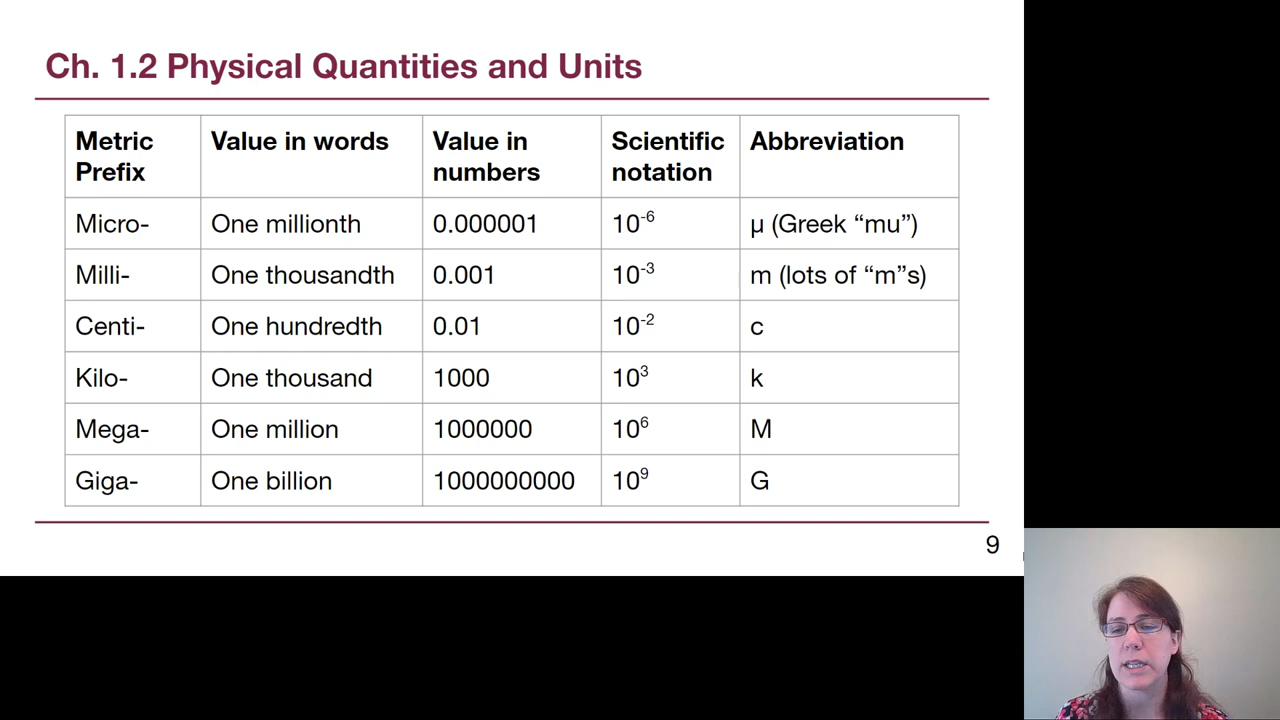 Ch. 1.2 Physical Quantities and Units
Metric Prefix Value in words Value in numbers Scientific notation Abbreviation
Micro- One millionth 0.000001 10⁻⁶ μ (Greek “mu”)
Milli- One thousandth 0.001 10⁻³ m (lots of “m”s)
Centi- One hundredth 0.01 10⁻² c
Kilo- One thousand 1000 10³ k
Mega- One million 1000000 10⁶ M
Giga- One billion 1000000000 10⁹ G
9